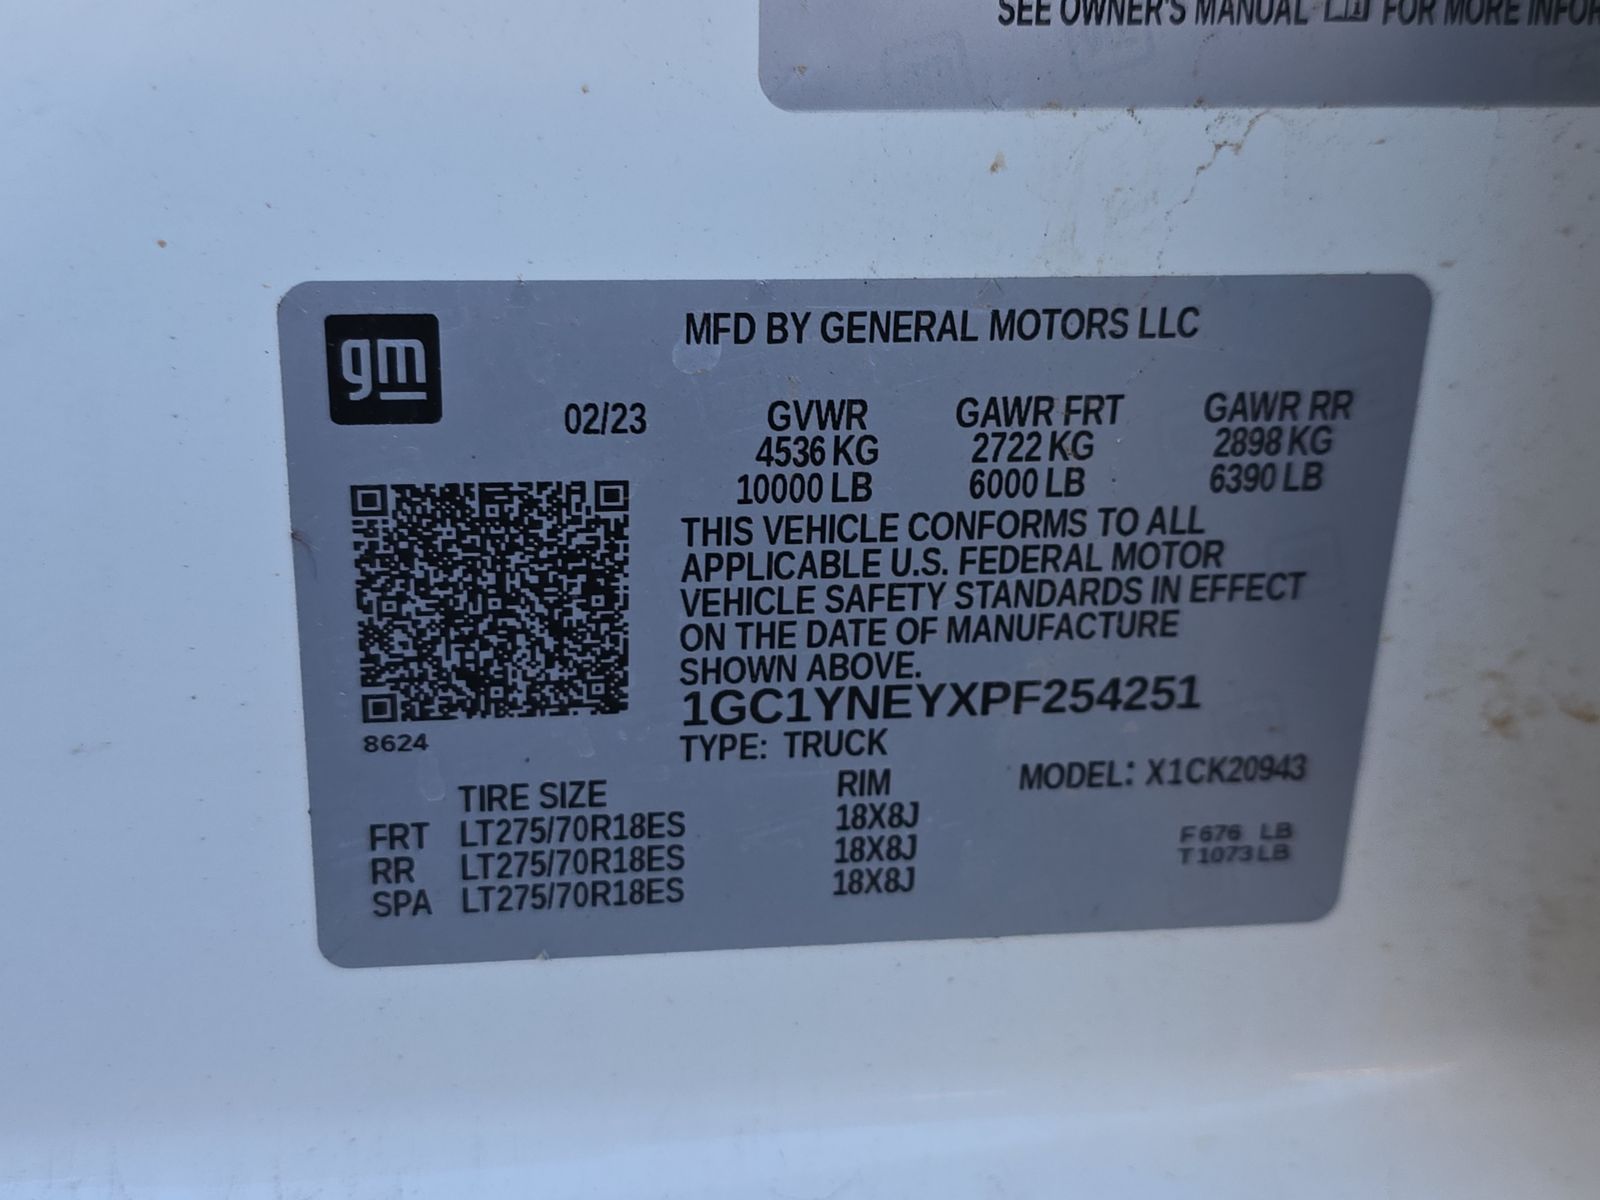 SEE OWNER'S MANUAL FOR MORE
gm
MFD BY GENERAL MOTORS LLC
02/23 GVWR GAWR FRT GAWR RR
4536 KG 2722 KG 2898 KG
10000 LB 6000 LB 6390 LB
THIS VEHICLE CONFORMS TO ALL
APPLICABLE U.S. FEDERAL MOTOR
VEHICLE SAFETY STANDARDS IN EFFECT
ON THE DATE OF MANUFACTURE
SHOWN ABOVE.
1GC1YNEYXPF254251
8624
TYPE: TRUCK
MODEL: X1CK20943
TIRE SIZE RIM
FRT LT275/70R18ES 18X8J
RR LT275/70R18ES 18X8J
SPA LT275/70R18ES 18X8J
F676 LB
T1073LB